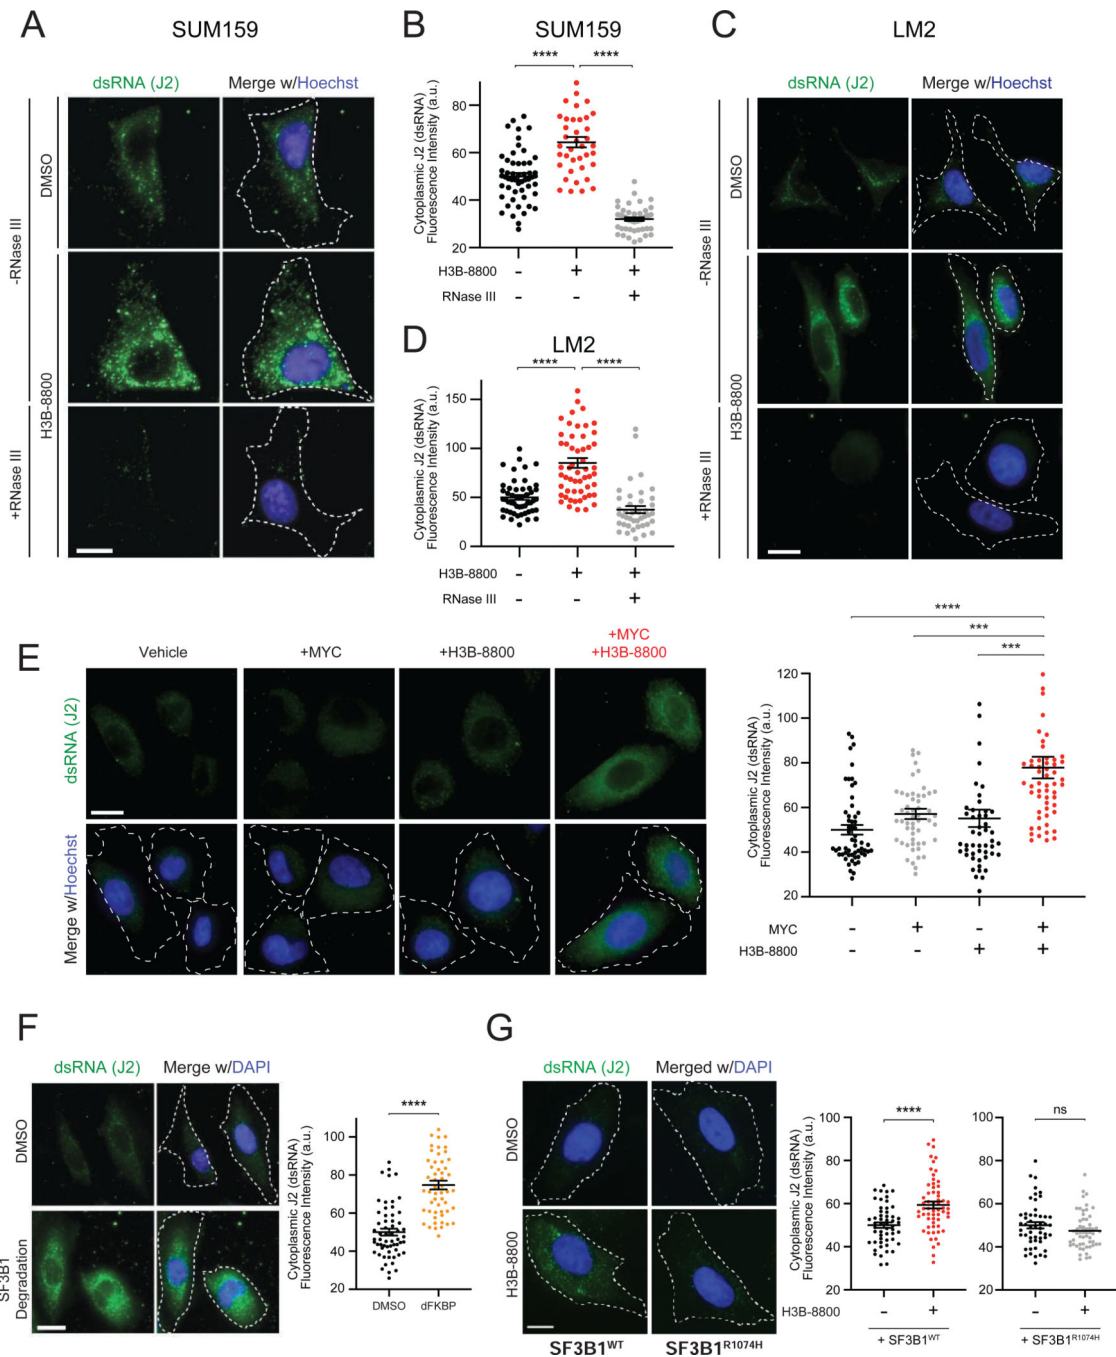 A
SUM159
dsRNA (J2)
Merge w/Hoechst
-RNase III
DMSO
H3B-8800
+RNase III
B
SUM159
****
****
Cytoplasmic J2 (dsRNA)
Fluorescence Intensity (a.u.)
80
60
40
20
H3B-8800
- + +
RNase III
- - +
C
LM2
dsRNA (J2)
Merge w/Hoechst
-RNase III
DMSO
H3B-8800
+RNase III
D
LM2
****
****
Cytoplasmic J2 (dsRNA)
Fluorescence Intensity (a.u.)
150
100
50
0
H3B-8800
- + +
RNase III
- - +
E
Vehicle
+MYC
+H3B-8800
+MYC
+H3B-8800
dsRNA (J2)
Merge w/Hoechst
****
***
***
Cytoplasmic J2 (dsRNA)
Fluorescence Intensity (a.u.)
120
100
80
60
40
20
MYC
- + - +
H3B-8800
- - + +
F
dsRNA (J2)
Merge w/DAPI
DMSO
SF3B1
Degradation
****
Cytoplasmic J2 (dsRNA)
Fluorescence Intensity (a.u.)
100
80
60
40
20
DMSO
dFKBP
G
dsRNA (J2)
Merged w/DAPI
DMSO
H3B-8800
SF3B1WT
SF3B1R1074H
****
Cytoplasmic J2 (dsRNA)
Fluorescence Intensity (a.u.)
100
80
60
40
20
ns
100
80
60
40
20
H3B-8800
- +
- +
+ SF3B1WT
+ SF3B1R1074H